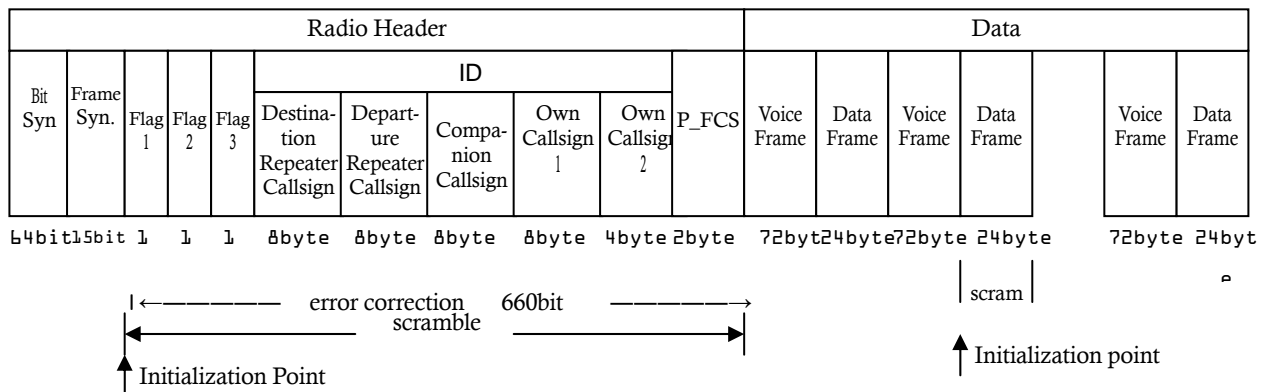 Radio Header
Data
Bit
Syn
Frame
Syn.
Flag
1
Flag
2
Flag
3
ID
Destina-
tion
Repeater
Callsign
Depart-
ure
Repeater
Callsign
Compa-
nion
Callsign
Own
Callsign
1
Own
Callsign
2
P_FCS
Voice
Frame
Data
Frame
Voice
Frame
Data
Frame
Voice
Frame
Data
Frame
64bit 15bit 1 1 1 8byte 8byte 8byte 8byte 4byte 2byte 72byt 24byte 72byte 24byte 72byte 24byt
e
error correction 660bit
scramble
scram
Initialization Point
Initialization point